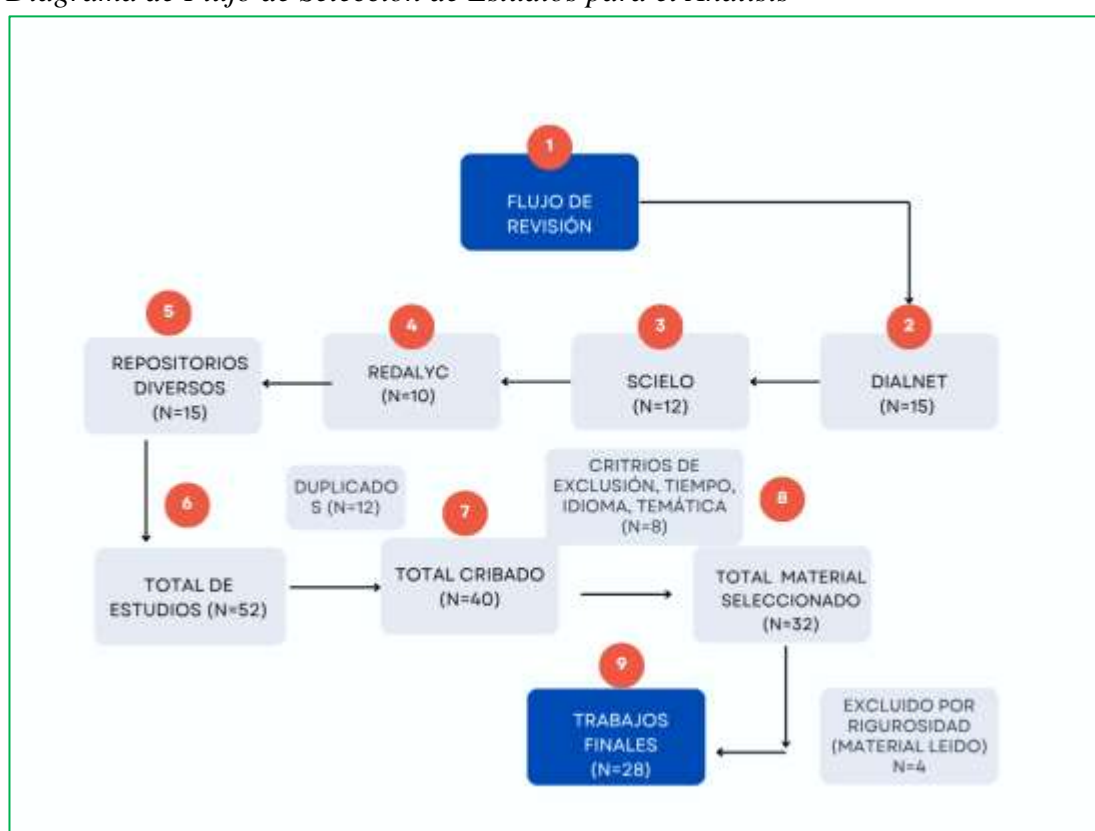 Diagrama de Flujo de Selección de Estudios para el Análisis
1
FLUJO DE
REVISIÓN
5
4
3
2
REPOSITORIOS
DIVERSOS
(N=15)
REDALYC
(N=10)
SCIELO
(N=12)
DIALNET
(N=15)
6
DUPLICADO
S (N=12)
7
CRITRIOS DE
EXCLUSIÓN, TIEMPO,
IDIOMA, TEMÁTICA
(N=8)
8
TOTAL DE
ESTUDIOS (N=52)
TOTAL CRIBADO
(N=40)
TOTAL MATERIAL
SELECCIONADO
(N=32)
9
TRABAJOS
FINALES
(N=28)
EXCLUIDO POR
RIGUROSIDAD
(MATERIAL LEIDO)
N=4